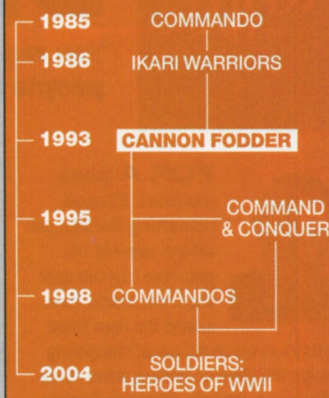 1985 COMMANDO
1986 IKARI WARRIORS
1993 CANNON FODDER
1995 COMMAND
& CONQUER
1998 COMMANDOS
2004 SOLDIERS:
HEROES OF WWII